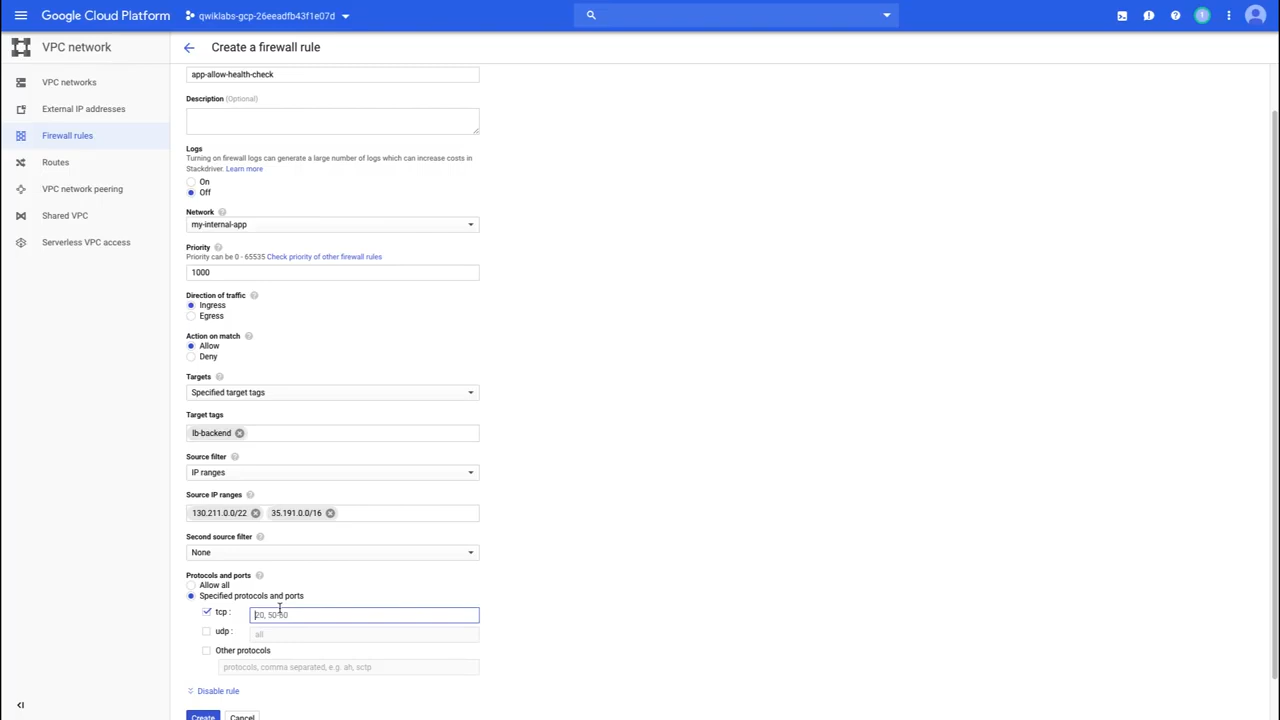 Google Cloud Platform
qwiklabs-gcp-26eeadfb43f1e07d
1
VPC network
Create a firewall rule
VPC networks
External IP addresses
Firewall rules
Routes
VPC network peering
Shared VPC
Serverless VPC access
app-allow-health-check
Description (Optional)
Logs
Turning on firewall logs can generate a large number of logs which can increase costs in
Stackdriver. Learn more
On
Off
Network
my-internal-app
Priority
Priority can be 0 - 65535 Check priority of other firewall rules
1000
Direction of traffic
Ingress
Egress
Action on match
Allow
Deny
Targets
Specified target tags
Target tags
lb-backend
Source filter
IP ranges
Source IP ranges
130.211.0.0/22 35.191.0.0/16
Second source filter
None
Protocols and ports
Allow all
Specified protocols and ports
tcp :
20, 50-60
udp :
all
Other protocols
protocols, comma separated, e.g. ah, sctp
Disable rule
Create Cancel